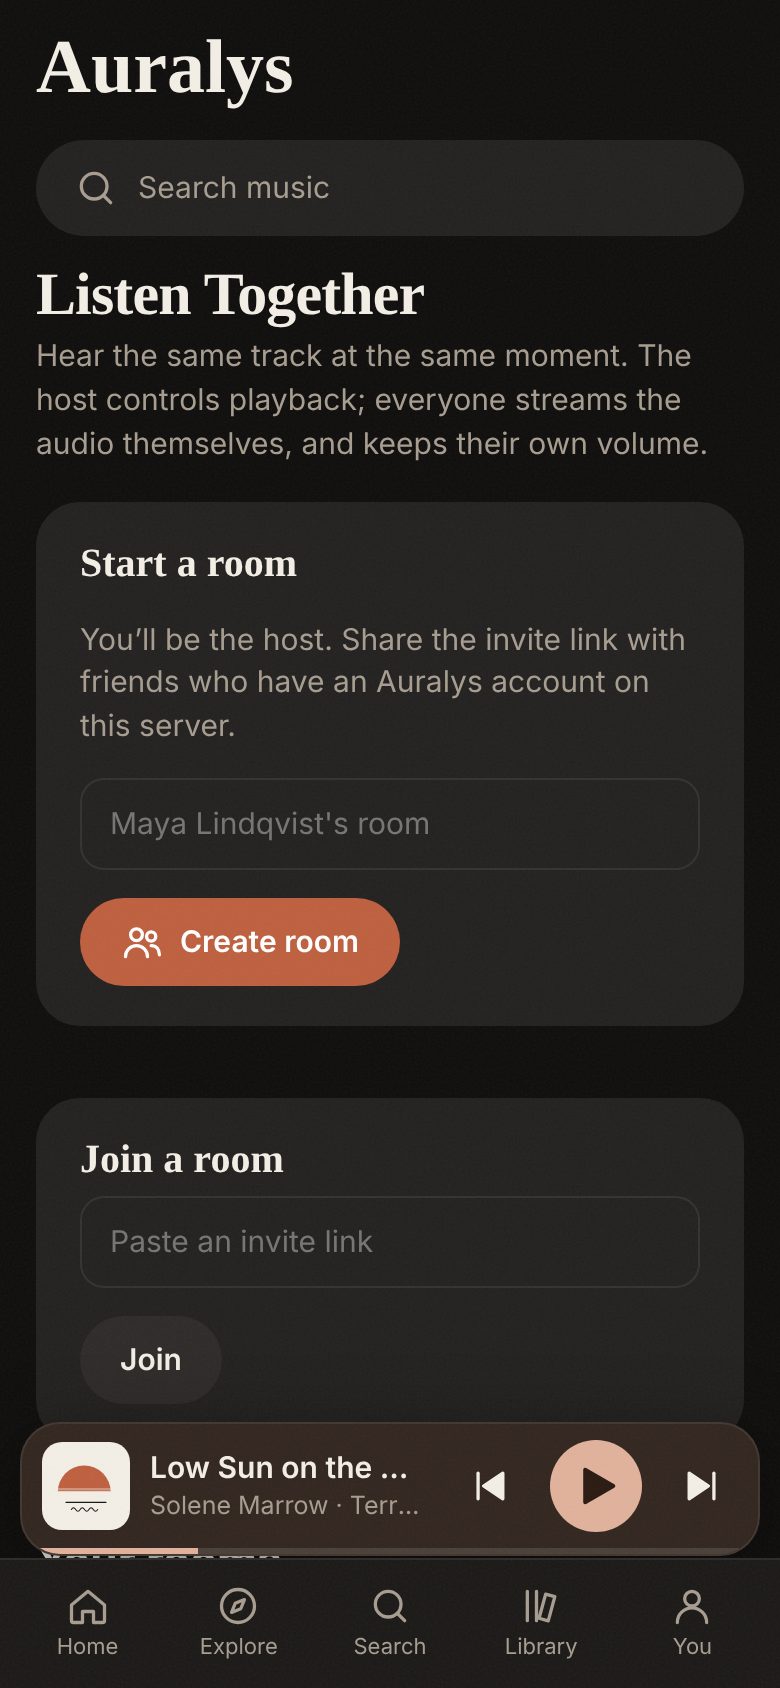 Auralys
Search music
Listen Together
Hear the same track at the same moment. The
host controls playback; everyone streams the
audio themselves, and keeps their own volume.
Start a room
You’ll be the host. Share the invite link with
friends who have an Auralys account on
this server.
Maya Lindqvist's room
Create room
Join a room
Paste an invite link
Join
Low Sun on the ...
Solene Marrow · Terr...
Home
Explore
Search
Library
You